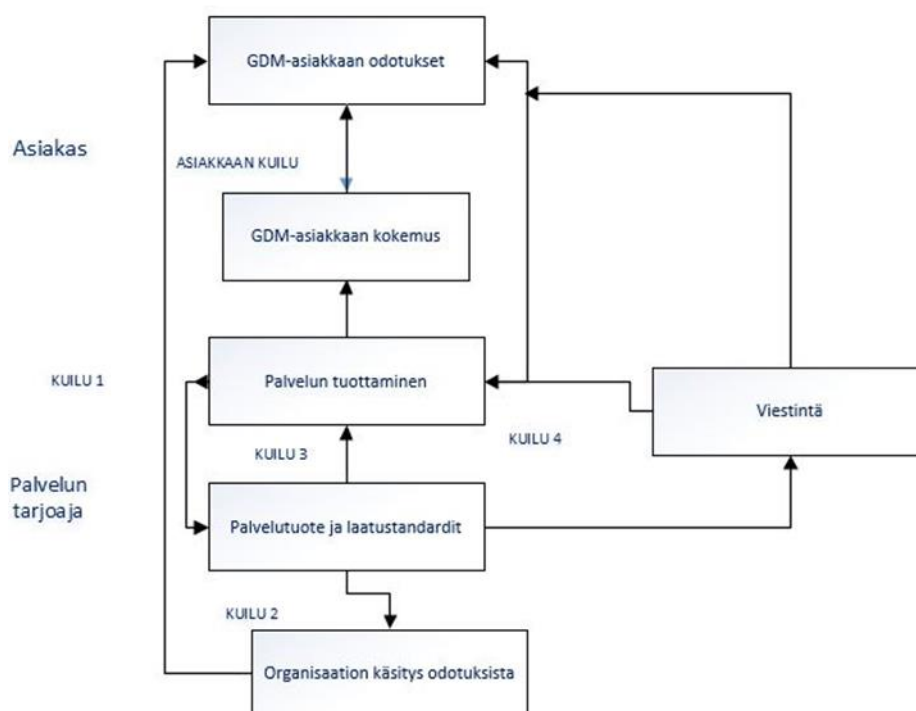 GDM-asiakkaan odotukset
Asiakas
ASIAKKAAN KUILU
GDM-asiakkaan kokemus
KUILU 1
Palvelun tuottaminen
Viestintä
KUILU 3
KUILU 4
Palvelun
tarjoaja
Palvelutuote ja laatustandardit
KUILU 2
Organisaation käsitys odotuksista